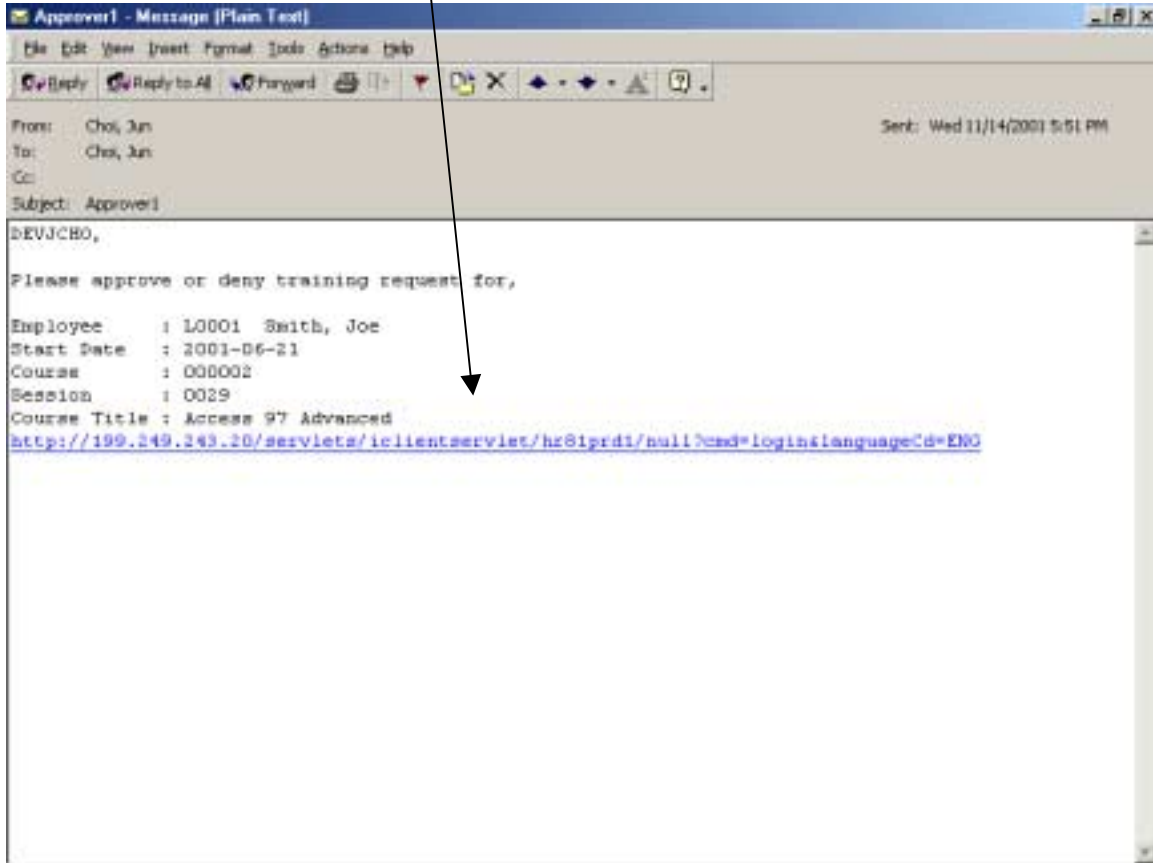 Approver1 - Message (Plain Text)
File Edit View Insert Format Tools Actions Help
Reply Reply to All Forward
From: Choi, Jun
Sent: Wed 11/14/2001 5:51 PM
To: Choi, Jun
Cc:
Subject: Approver1
DEVJCHO,
Please approve or deny training request for,
Employee : L0001 Smith, Joe
Start Date : 2001-06-21
Course : 000002
Session : 0029
Course Title : Access 97 Advanced
http://199.249.243.20/servlets/iclientservlet/hr81prd1/null?cmd=login&languageCd=ENG